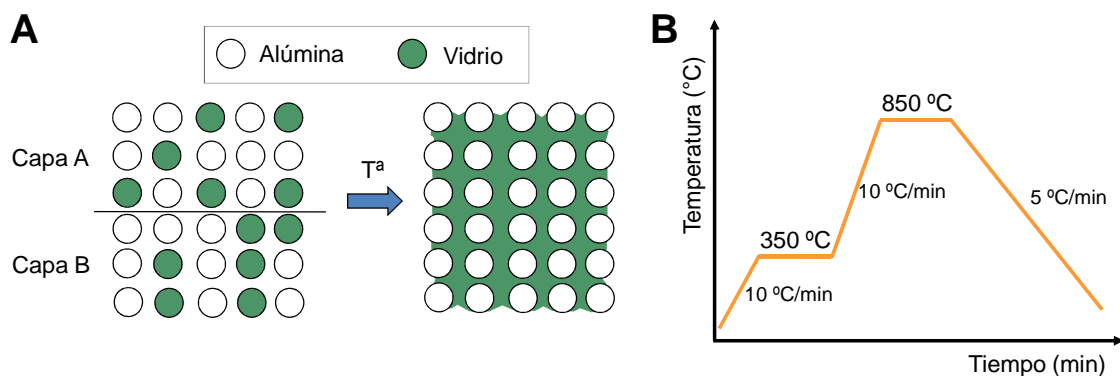 A
Alúmina
Vidrio
Capa A
Capa B
Tª
B
Temperatura (°C)
850 ºC
10 ºC/min
5 ºC/min
350 ºC
10 ºC/min
Tiempo (min)